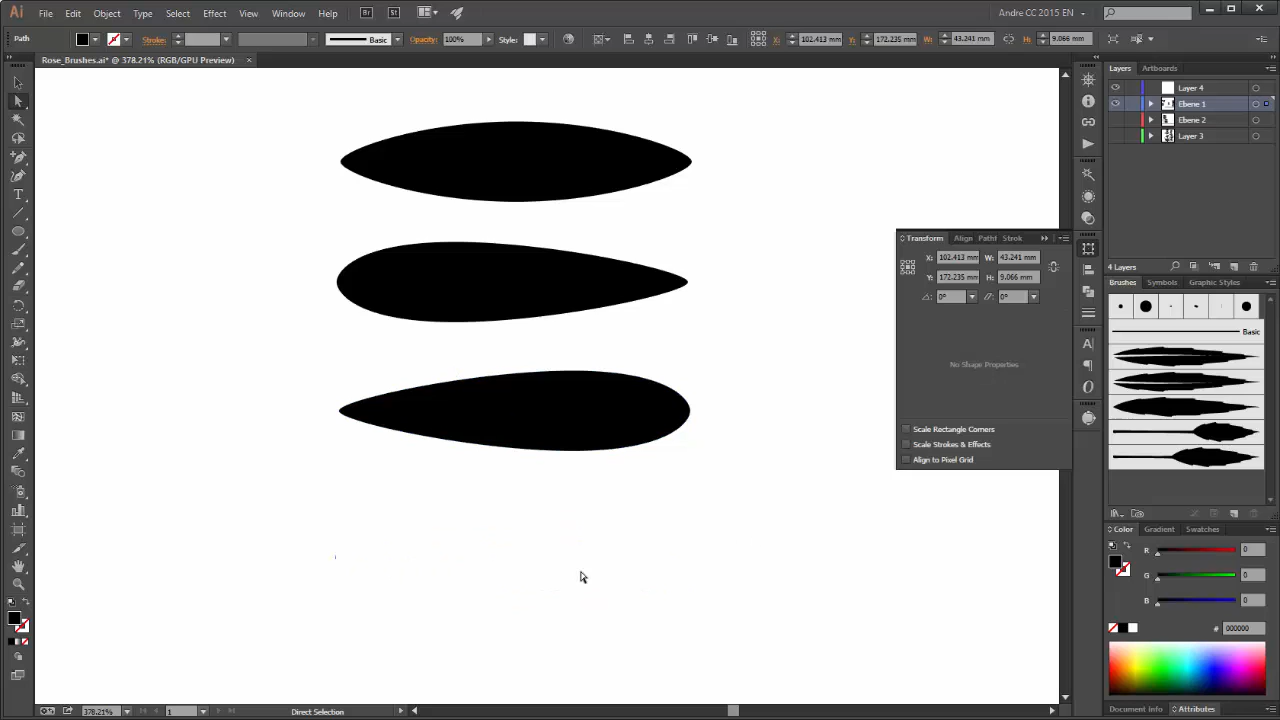 Ai File Edit Object Type Select Effect View Window Help Br St Andre CC 2015 EN
Path Strokes: Basic Opacity: 100% Style: X: 102.413 mm Y: 172.235 mm W: 43.241 mm H: 9.066 mm
Rose_Brushes.ai* @ 378.21% (RGB/GPU Preview) ×
Layers Artboards
Layer 4
Ebene 1
Ebene 2
Layer 3
4 Layers
Transform Align Pathf Strok
X: 102.413 mm W: 43.241 mm
Y: 172.235 mm H: 9.066 mm
0° 0°
No Shape Properties
Scale Rectangle Corners
Scale Strokes & Effects
Align to Pixel Grid
Brushes Symbols Graphic Styles
Basic
Color Gradient Swatches
R 0
G 0
B 0
# 000000
Document Info Attributes
378.21% 1 Direct Selection